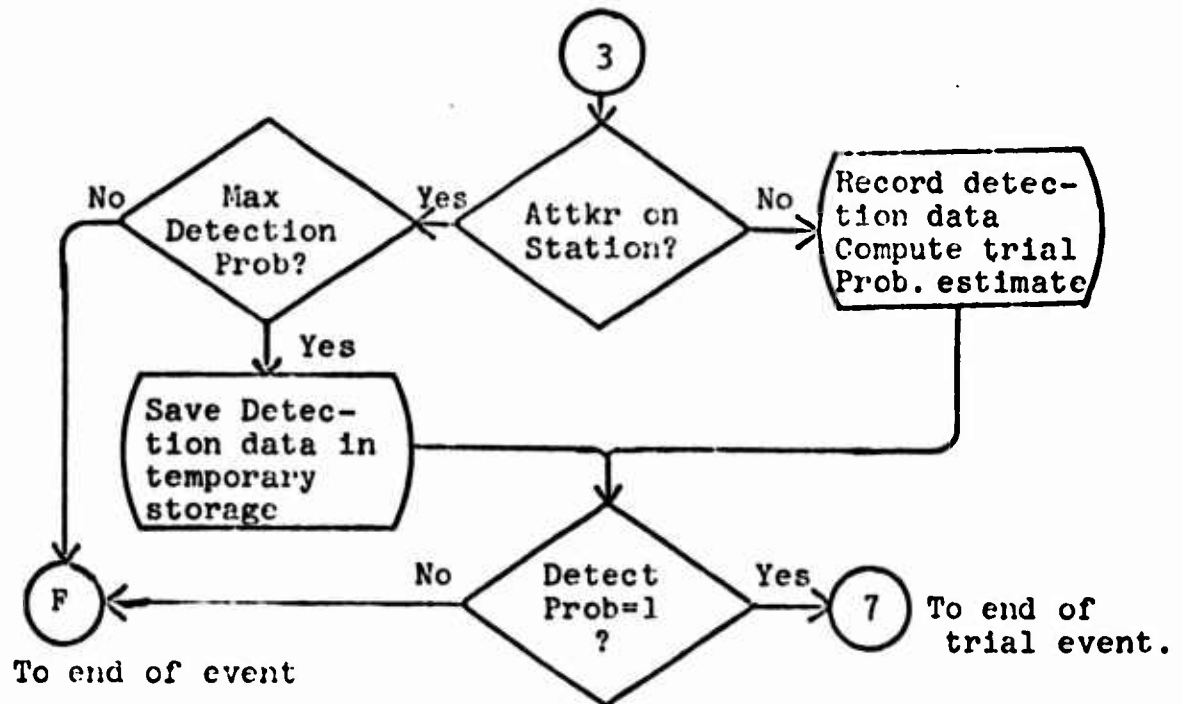 3
No
Max
Detection
Prob?
Yes
Attkr on
Station?
No
Record detec-
tion data
Compute trial
Prob. estimate
Yes
Save Detec-
tion data in
temporary
storage
F
To end of event
No
Detect
Prob=1
?
Yes
7
To end of
trial event.